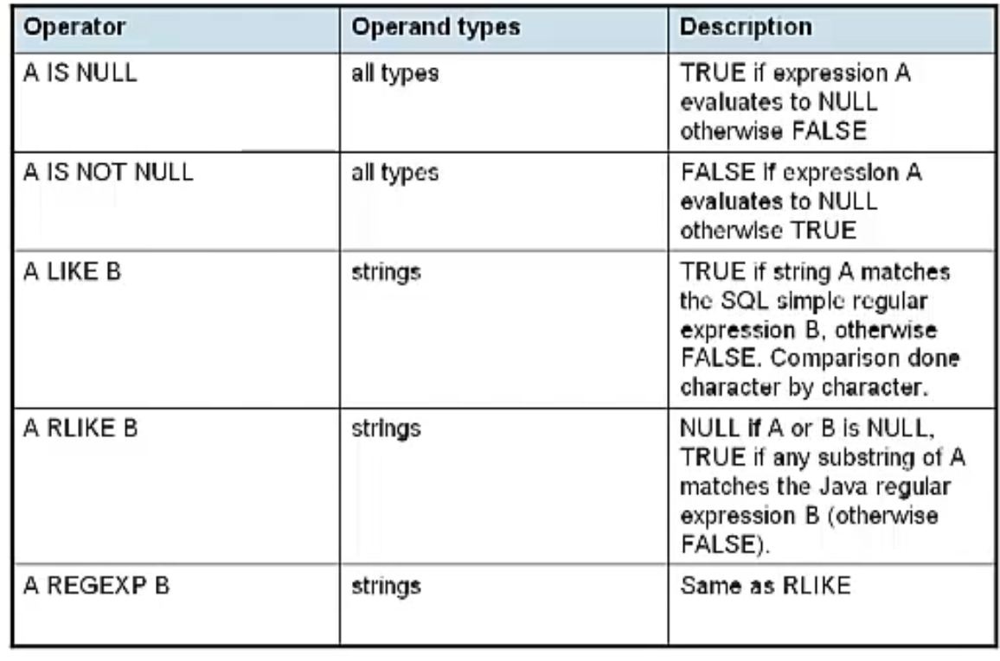 Operator Operand types Description
A IS NULL all types TRUE if expression A
evaluates to NULL
otherwise FALSE
A IS NOT NULL all types FALSE if expression A
evaluates to NULL
otherwise TRUE
A LIKE B strings TRUE if string A matches
the SQL simple regular
expression B, otherwise
FALSE. Comparison done
character by character.
A RLIKE B strings NULL if A or B is NULL,
TRUE if any substring of A
matches the Java regular
expression B (otherwise
FALSE).
A REGEXP B strings Same as RLIKE